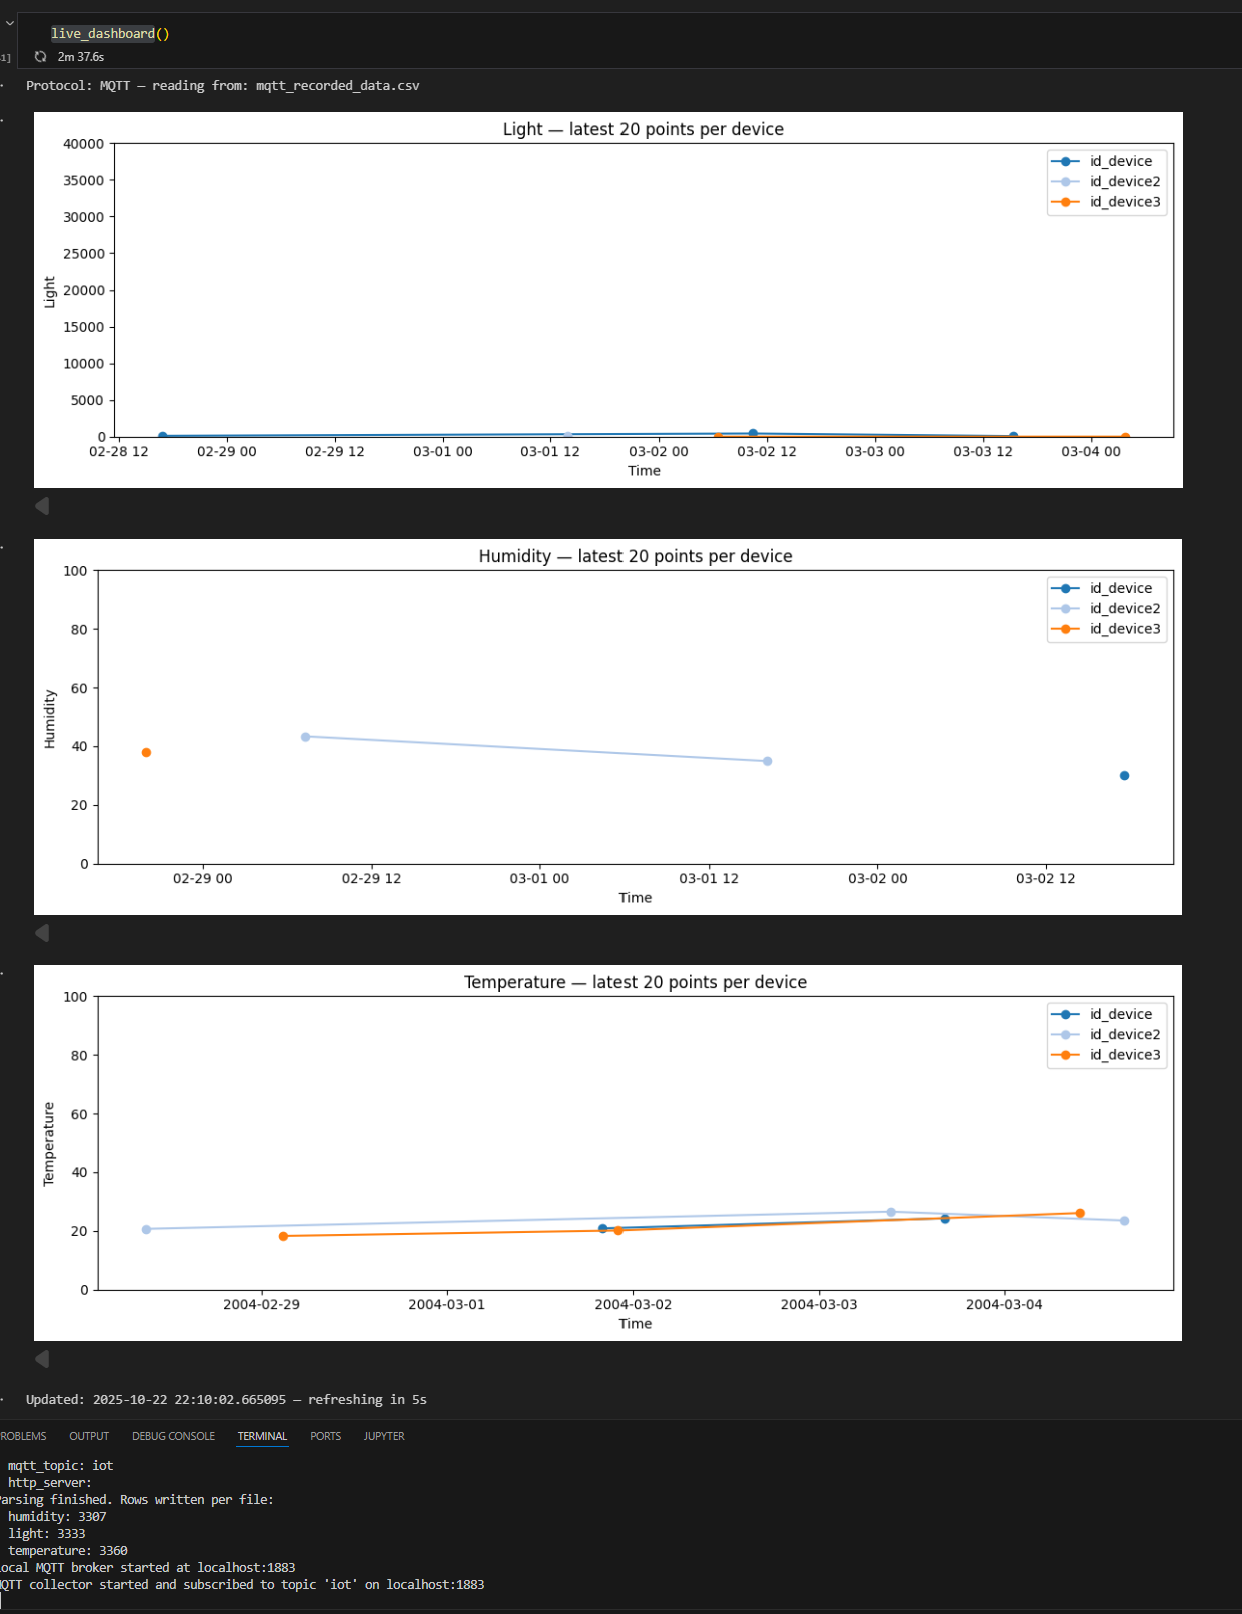 live_dashboard()
2m 37.6s
Protocol: MQTT — reading from: mqtt_recorded_data.csv
Light — latest 20 points per device
40000
35000
30000
25000
20000
15000
10000
5000
0
Light
id_device
id_device2
id_device3
02-28 12
02-29 00
02-29 12
03-01 00
03-01 12
03-02 00
03-02 12
03-03 00
03-03 12
03-04 00
Time
Humidity — latest 20 points per device
100
80
60
40
20
0
Humidity
id_device
id_device2
id_device3
02-29 00
02-29 12
03-01 00
03-01 12
03-02 00
03-02 12
Time
Temperature — latest 20 points per device
100
80
60
40
20
0
Temperature
id_device
id_device2
id_device3
2004-02-29
2004-03-01
2004-03-02
2004-03-03
2004-03-04
Time
Updated: 2025-10-22 22:10:02.665095 — refreshing in 5s
ROBLEMS OUTPUT DEBUG CONSOLE TERMINAL PORTS JUPYTER
mqtt_topic: iot
http_server:
arsing finished. Rows written per file:
humidity: 3307
light: 3333
temperature: 3360
ocal MQTT broker started at localhost:1883
QTT collector started and subscribed to topic 'iot' on localhost:1883